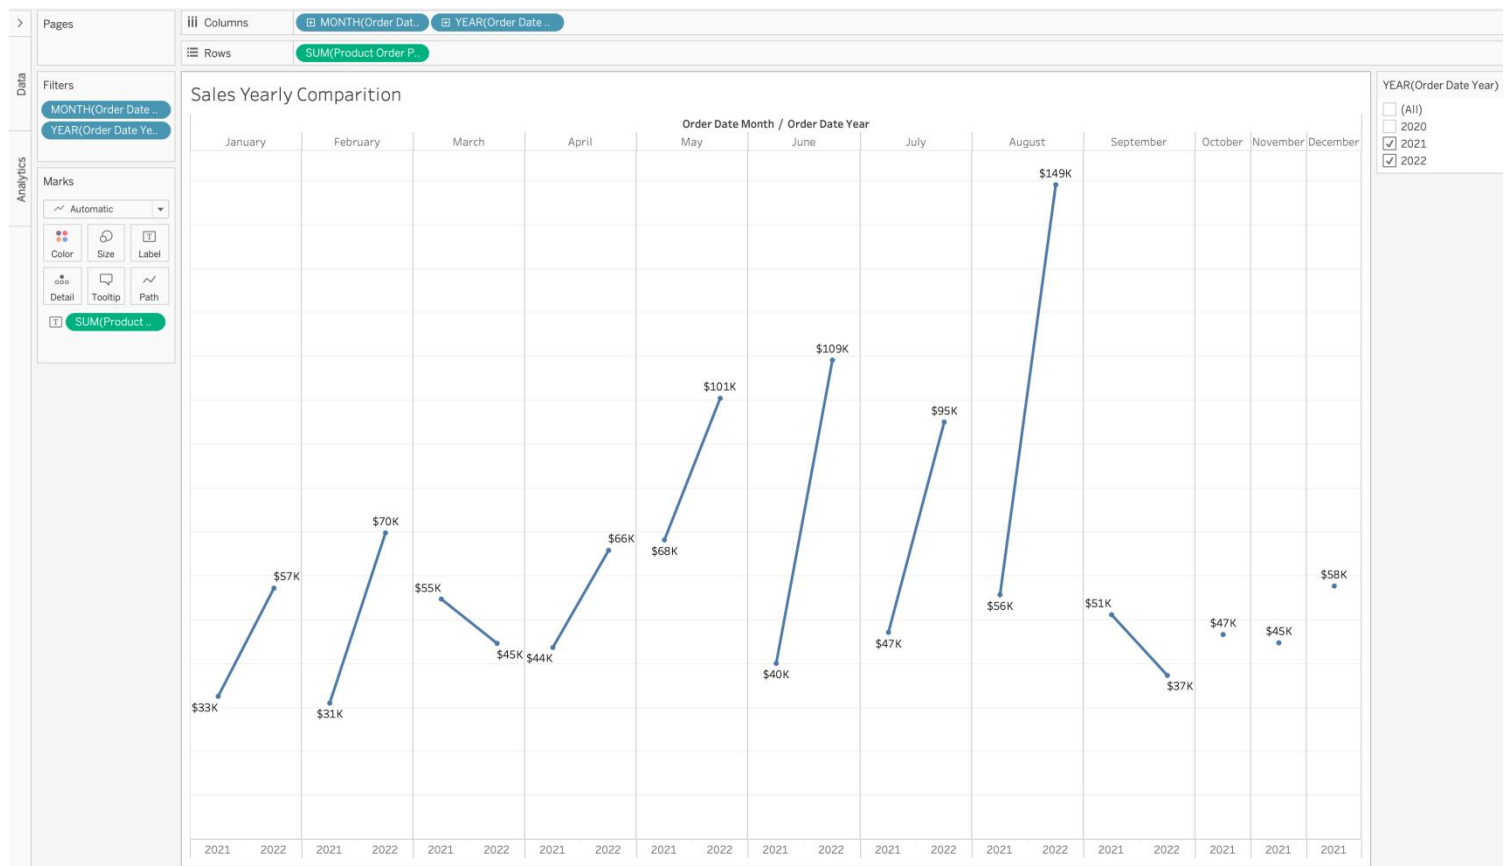 Pages
iii Columns
MONTH(Order Dat..
YEAR(Order Date ..
Rows
SUM(Product Order P..
Data
Analytics
Filters
MONTH(Order Date ..
YEAR(Order Date Ye..
Marks
Automatic
Color Size Label
Detail Tooltip Path
SUM(Product ..
Sales Yearly Comparition
Order Date Month / Order Date Year
January February March April May June July August September October November December
$149K
$109K
$101K
$95K
$70K
$66K
$68K
$57K
$58K
$55K
$56K
$51K
$47K
$45K
$45K
$44K
$47K
$40K
$37K
$33K
$31K
2021 2022 2021 2022 2021 2022 2021 2022 2021 2022 2021 2022 2021 2022 2021 2022 2021 2022 2021 2021 2021
YEAR(Order Date Year)
(All)
2020
2021
2022